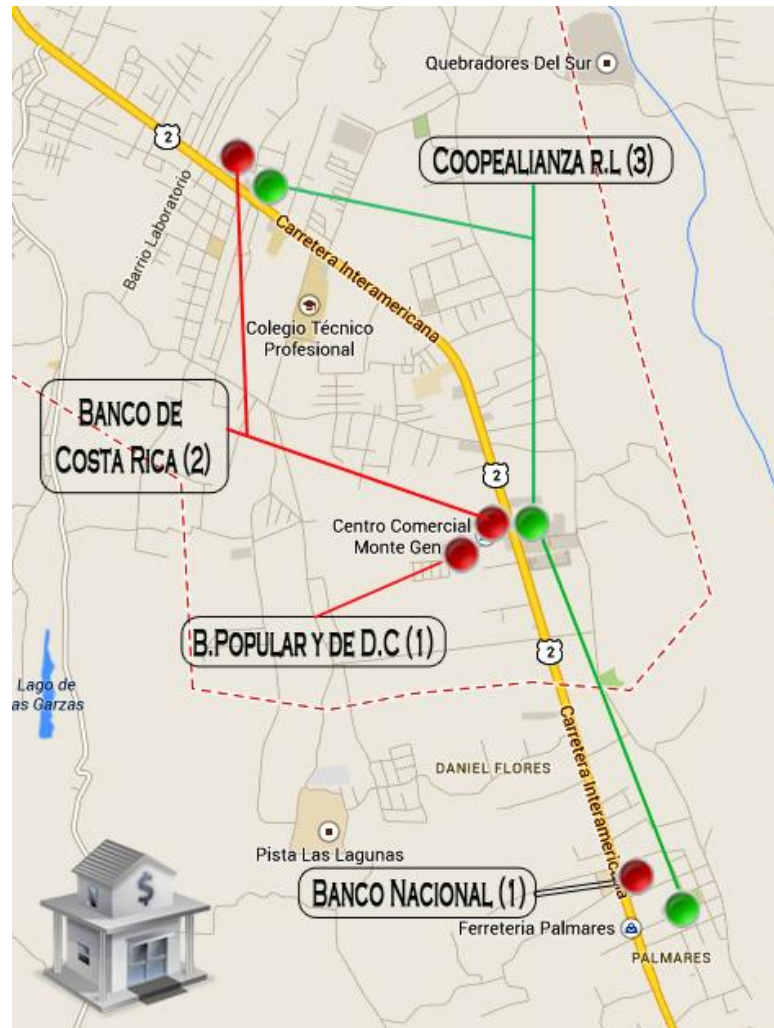 Quebradores Del Sur
2
COOPEALIANZA R.L (3)
Barrio Laboratorio
Carretera Interamericana
Colegio Técnico
Profesional
BANCO DE
COSTA RICA (2)
2
Centro Comercial
Monte Gen
B.POPULAR Y DE D.C (1)
2
Lago de
as Garzas
Carretera Interamericana
DANIEL FLORES
Pista Las Lagunas
BANCO NACIONAL (1)
Ferreteria Palmares
PALMARES
$